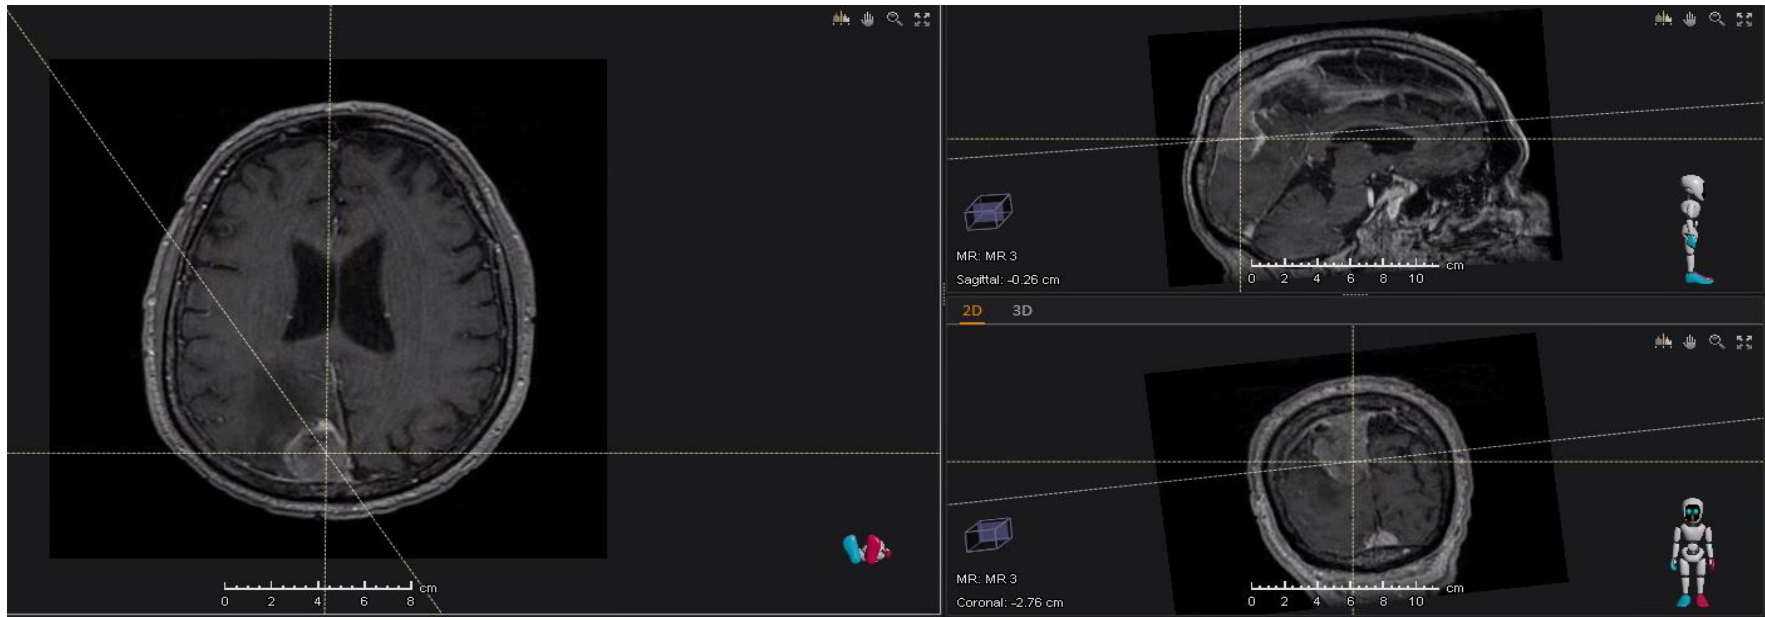 cm
0 2 4 6 8
MR: MR 3
Sagittal: -0.26 cm
cm
0 2 4 6 8 10
2D 3D
MR: MR 3
Coronal: -2.76 cm
cm
0 2 4 6 8 10